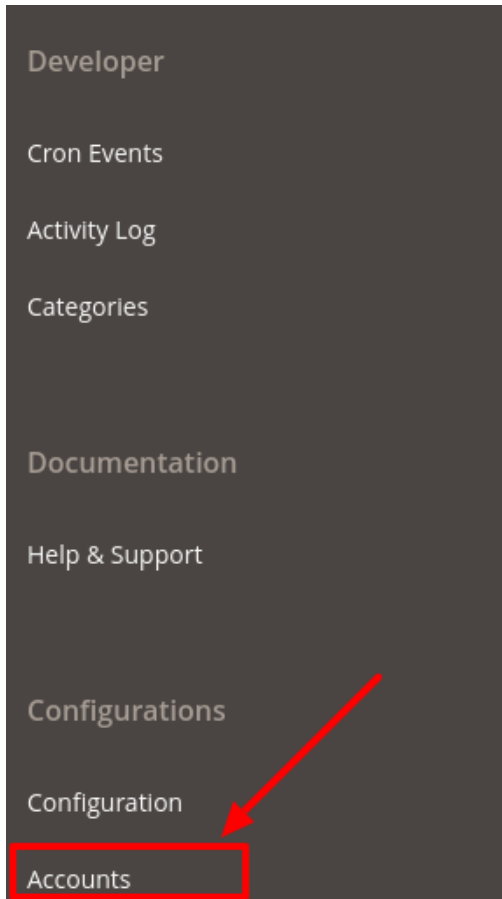 Developer
Cron Events
Activity Log
Categories
Documentation
Help & Support
Configurations
Configuration
Accounts